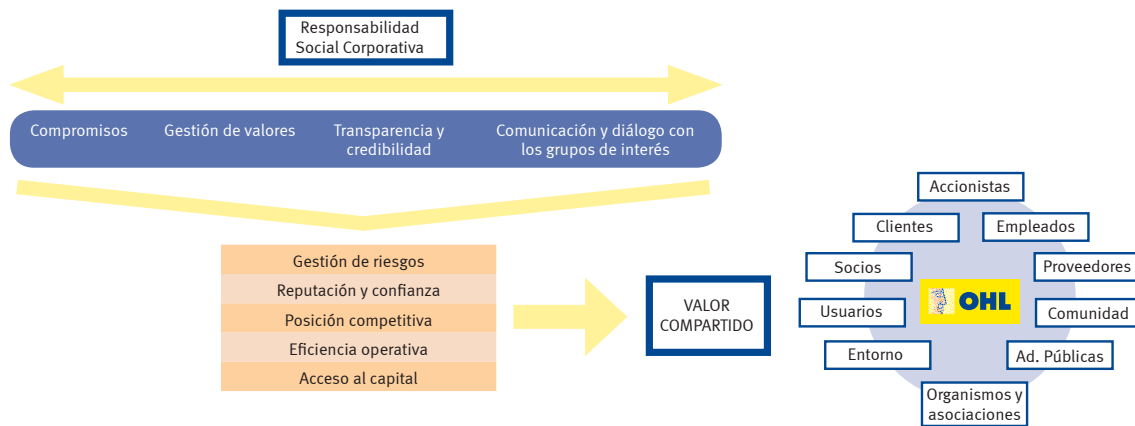 Responsabilidad
Social Corporativa
Compromisos
Gestión de valores
Transparencia y
credibilidad
Comunicación y diálogo con
los grupos de interés
Gestión de riesgos
Reputación y confianza
Posición competitiva
Eficiencia operativa
Acceso al capital
VALOR
COMPARTIDO
Accionistas
Clientes
Empleados
Socios
Proveedores
OHL
Usuarios
Comunidad
Entorno
Ad. Públicas
Organismos y
asociaciones